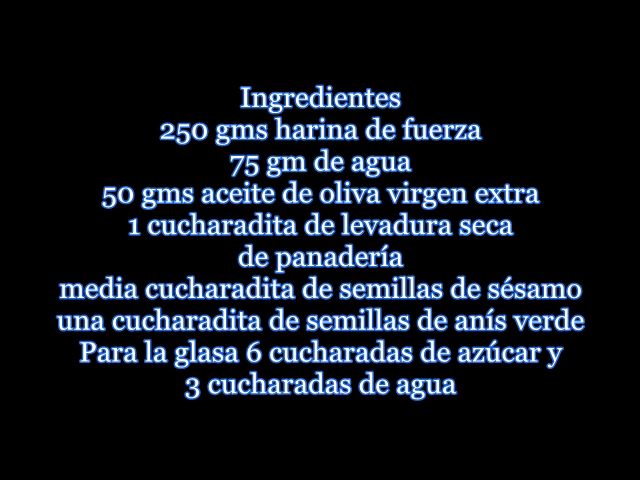 Ingredientes
250 gms harina de fuerza
75 gm de agua
50 gms aceite de oliva virgen extra
1 cucharadita de levadura seca
de panadería
media cucharadita de semillas de sésamo
una cucharadita de semillas de anís verde
Para la glasa 6 cucharadas de azúcar y
3 cucharadas de agua